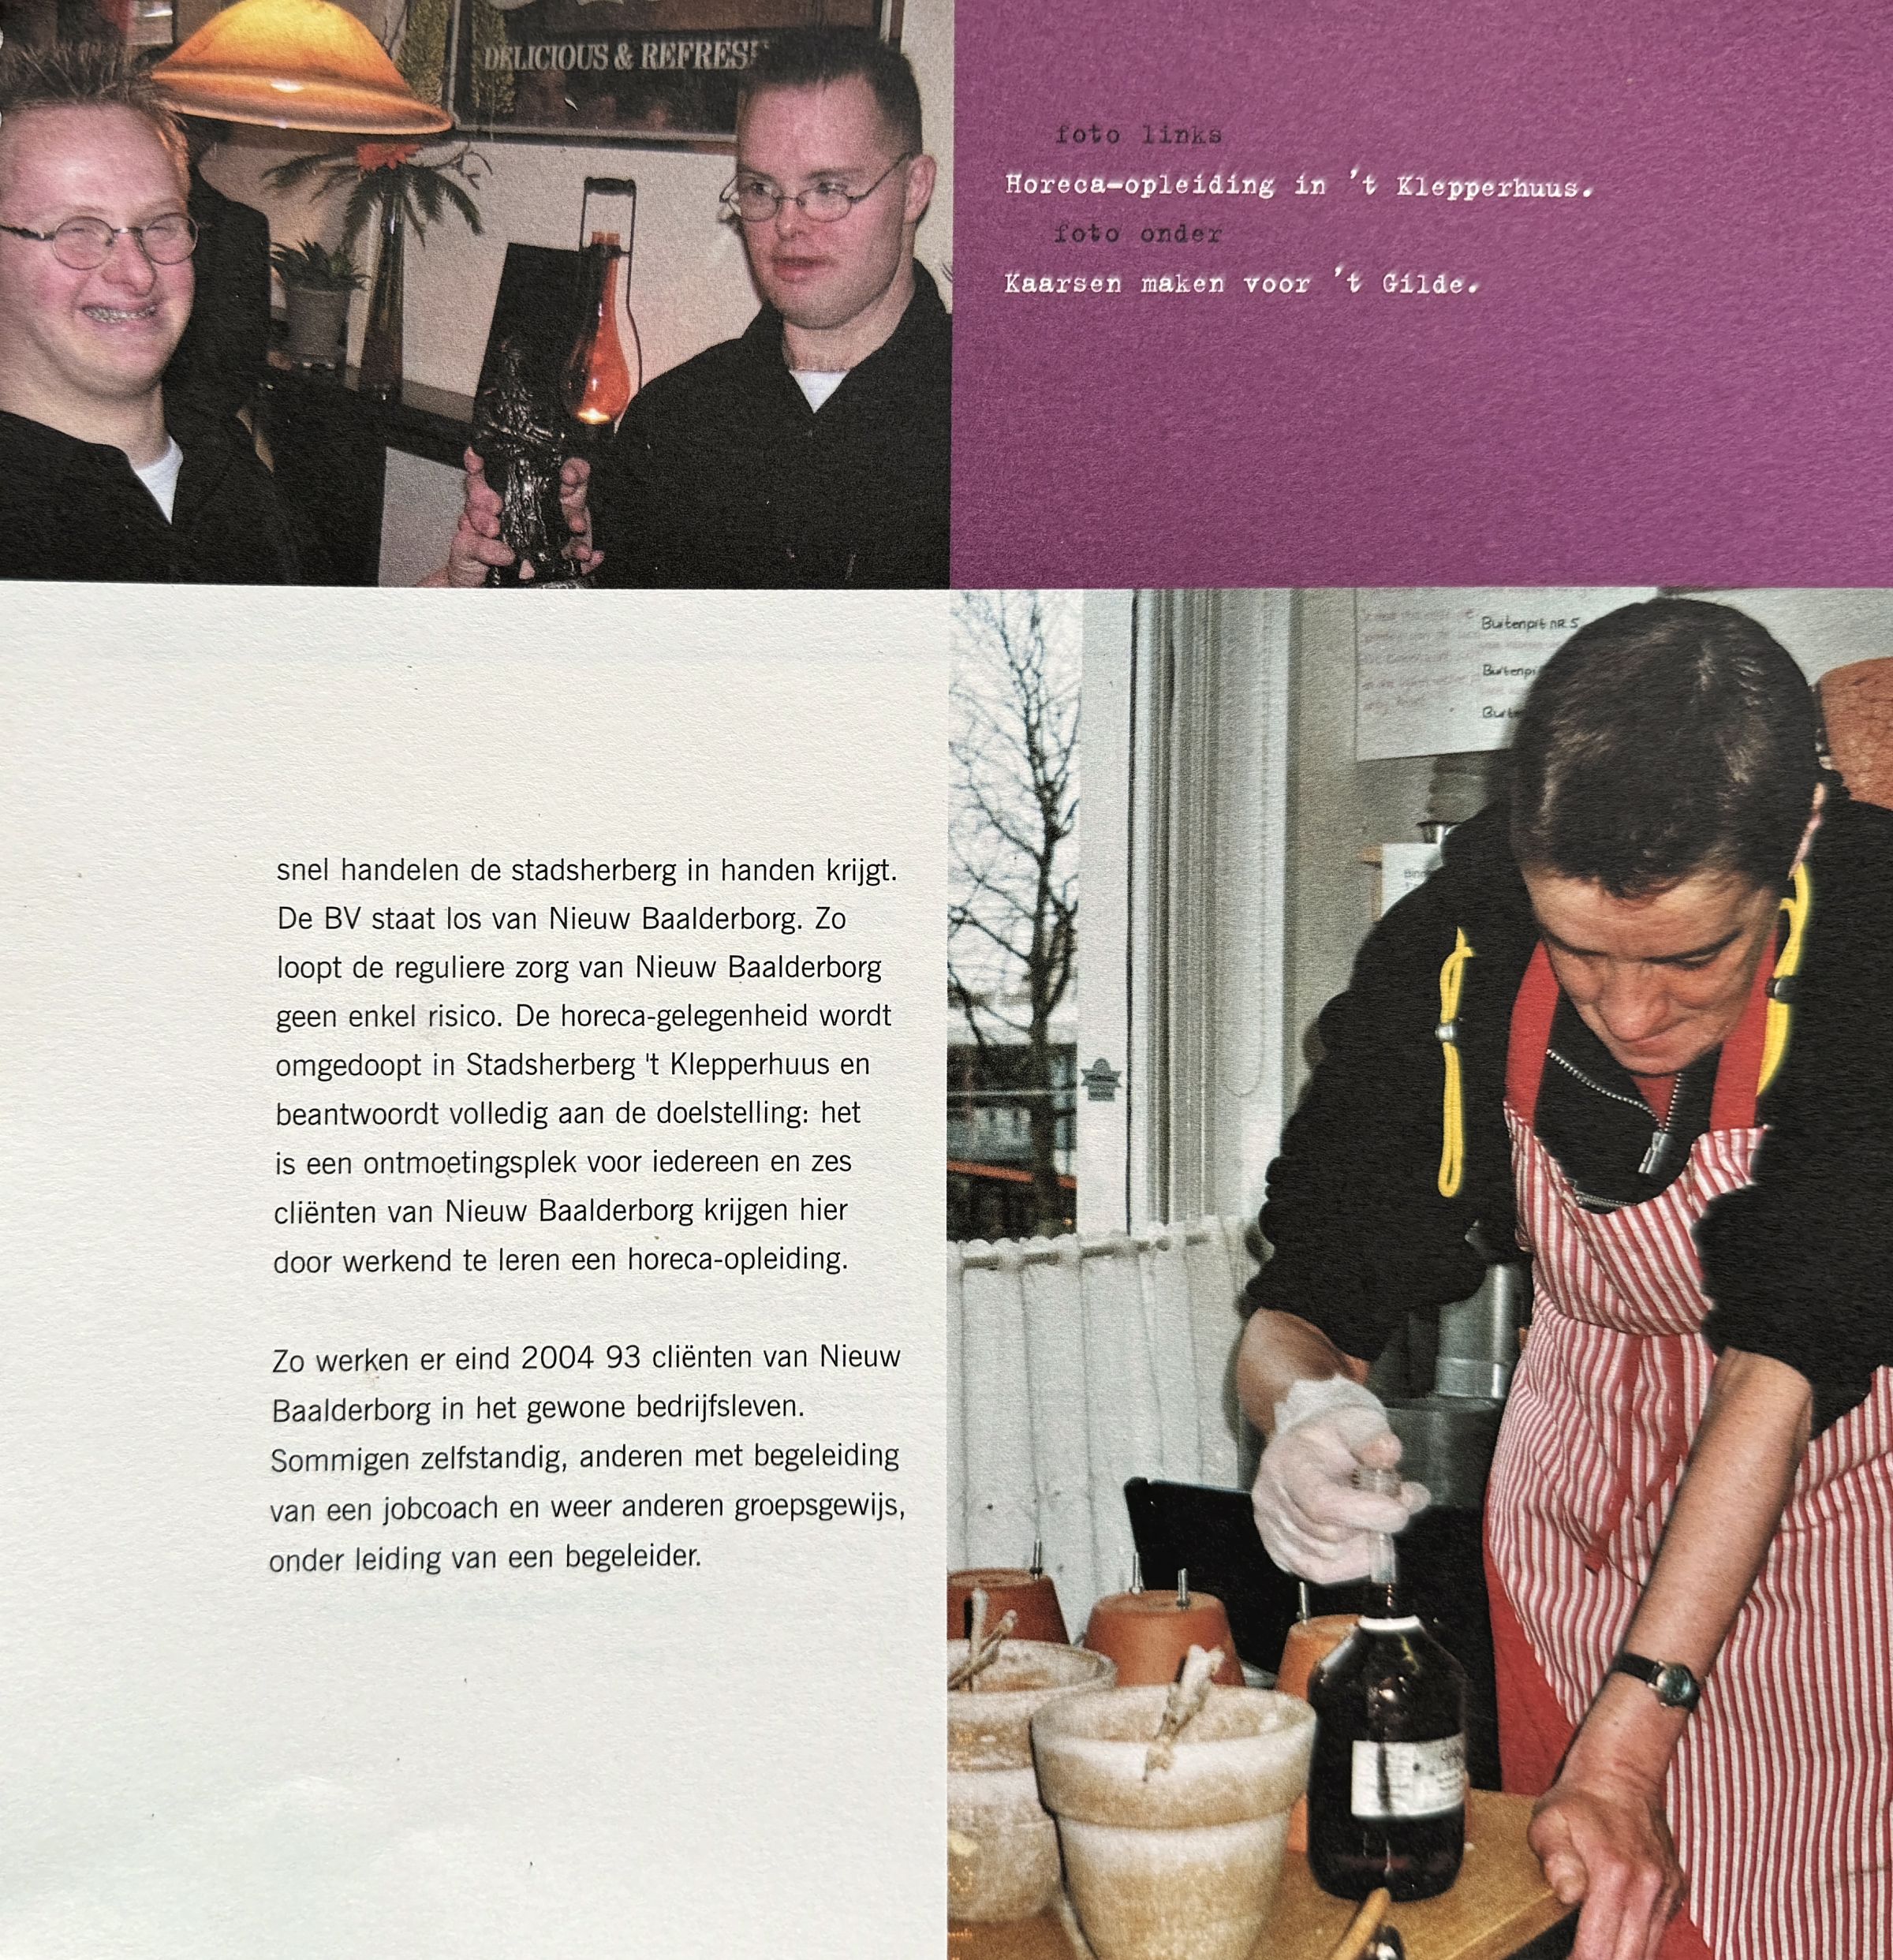 DELICIOUS &
foto links
Horeca-opleiding in 't Klepperhuus.
foto onder
Kaarsen maken voor 't Gilde.
Buitenpit nr 5
snel handelen de stadsherberg in handen krijgt.
De BV staat los van Nieuw Baalderborg. Zo
loopt de reguliere zorg van Nieuw Baalderborg
geen enkel risico. De horeca-gelegenheid wordt
omgedoopt in Stadsherberg 't Klepperhuus en
beantwoordt volledig aan de doelstelling: het
is een ontmoetingsplek voor iedereen en zes
cliënten van Nieuw Baalderborg krijgen hier
door werkend te leren een horeca-opleiding.
Zo werken er eind 2004 93 cliënten van Nieuw
Baalderborg in het gewone bedrijfsleven.
Sommigen zelfstandig, anderen met begeleiding
van een jobcoach en weer anderen groepsgewijs,
onder leiding van een begeleider.